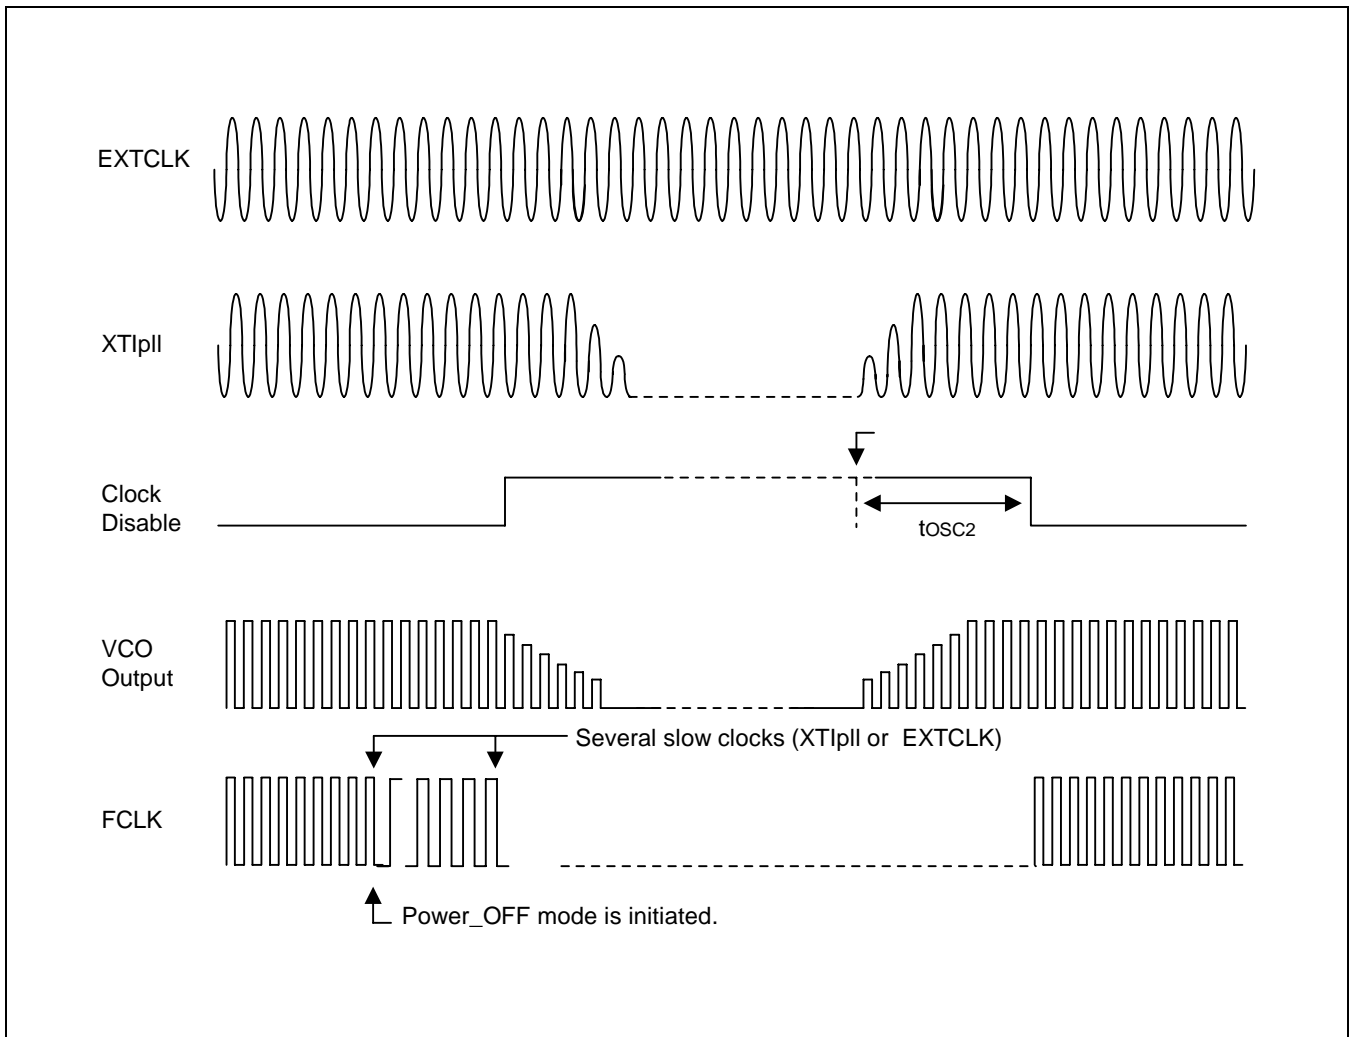 EXTCLK
XTIpll
Clock
Disable
tOSC2
VCO
Output
Several slow clocks (XTIpll or EXTCLK)
FCLK
Power_OFF mode is initiated.